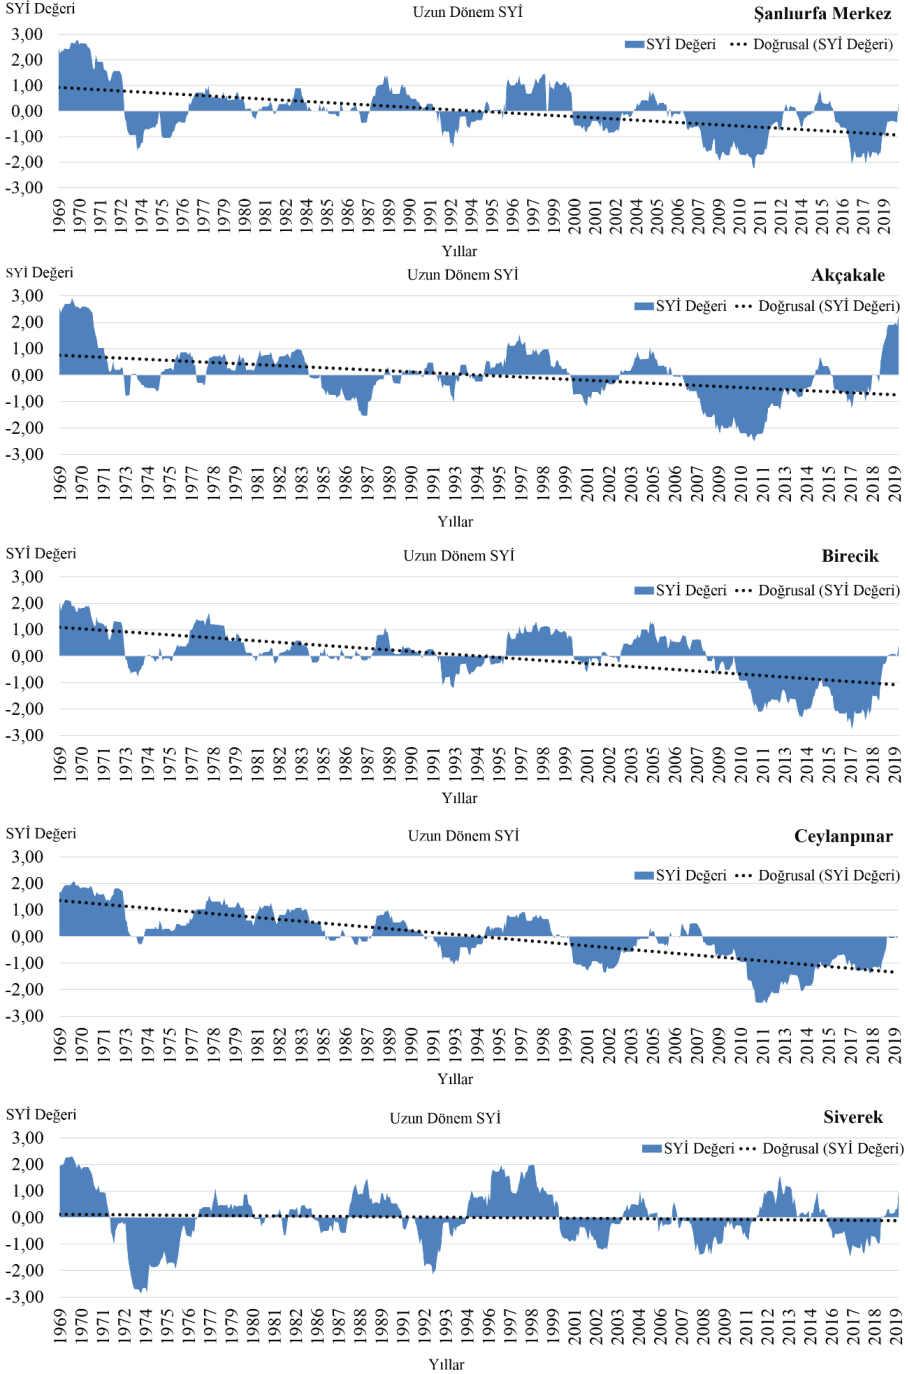 SYİ Değeri
Uzun Dönem SYİ
Şanlıurfa Merkez
SYİ Değeri Doğrusal (SYİ Değeri)
3,00
2,00
1,00
0,00
-1,00
-2,00
-3,00
1969 1970 1971 1972 1974 1975 1976 1977 1979 1980 1981 1982 1984 1985 1986 1987 1989 1990 1991 1992 1994 1995 1996 1997 1999 2000 2001 2002 2004 2005 2006 2007 2009 2010 2011 2012 2014 2015 2016 2017 2019
Yıllar
SYİ Değeri
Uzun Dönem SYİ
Akçakale
SYİ Değeri Doğrusal (SYİ Değeri)
3,00
2,00
1,00
0,00
-1,00
-2,00
-3,00
1969 1970 1971 1973 1974 1975 1977 1978 1979 1981 1982 1983 1985 1986 1987 1989 1990 1991 1993 1994 1995 1997 1998 1999 2001 2002 2003 2005 2006 2007 2009 2010 2011 2013 2014 2015 2017 2018 2019
Yıllar
SYİ Değeri
Uzun Dönem SYİ
Birecik
SYİ Değeri Doğrusal (SYİ Değeri)
3,00
2,00
1,00
0,00
-1,00
-2,00
-3,00
1969 1970 1971 1973 1974 1975 1977 1978 1979 1981 1982 1983 1985 1986 1987 1989 1990 1991 1993 1994 1995 1997 1998 1999 2001 2002 2003 2005 2006 2007 2009 2010 2011 2013 2014 2015 2017 2018 2019
Yıllar
SYİ Değeri
Uzun Dönem SYİ
Ceylanpınar
SYİ Değeri Doğrusal (SYİ Değeri)
3,00
2,00
1,00
0,00
-1,00
-2,00
-3,00
1969 1970 1971 1973 1974 1975 1977 1978 1979 1981 1982 1983 1985 1986 1987 1989 1990 1991 1993 1994 1995 1997 1998 1999 2001 2002 2003 2005 2006 2007 2009 2010 2011 2013 2014 2015 2017 2018 2019
Yıllar
SYİ Değeri
Uzun Dönem SYİ
Siverek
SYİ Değeri Doğrusal (SYİ Değeri)
3,00
2,00
1,00
0,00
-1,00
-2,00
-3,00
1969 1970 1971 1972 1974 1975 1976 1978 1979 1980 1982 1983 1984 1986 1987 1988 1989 1991 1992 1993 1995 1996 1997 1999 2000 2001 2002 2004 2005 2006 2008 2009 2010 2012 2013 2014 2016 2017 2018 2019
Yıllar